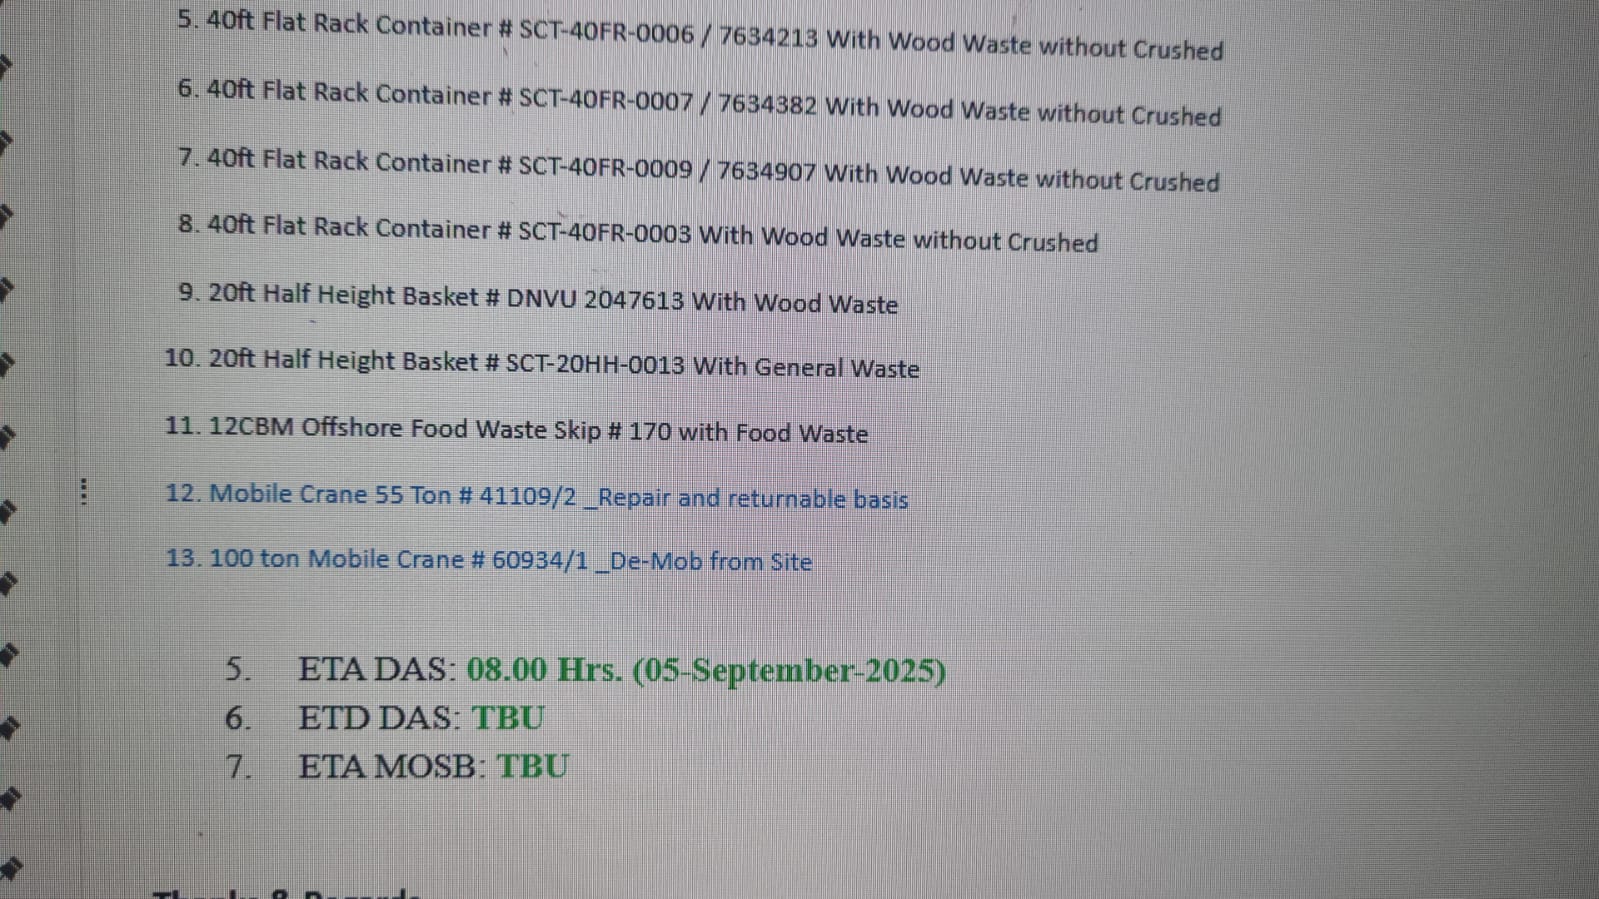 5. 40ft Flat Rack Container # SCT-40FR-0006 / 7634213 With Wood Waste without Crushed
6. 40ft Flat Rack Container # SCT-40FR-0007 / 7634382 With Wood Waste without Crushed
7. 40ft Flat Rack Container # SCT-40FR-0009 / 7634907 With Wood Waste without Crushed
8. 40ft Flat Rack Container # SCT-40FR-0003 With Wood Waste without Crushed
9. 20ft Half Height Basket # DNVU 2047613 With Wood Waste
10. 20ft Half Height Basket # SCT-20HH-0013 With General Waste
11. 12CBM Offshore Food Waste Skip # 170 with Food Waste
12. Mobile Crane 55 Ton # 41109/2 _Repair and returnable basis
13. 100 ton Mobile Crane # 60934/1 _De-Mob from Site
5. ETA DAS: 08.00 Hrs. (05-September-2025)
6. ETD DAS: TBU
7. ETA MOSB: TBU